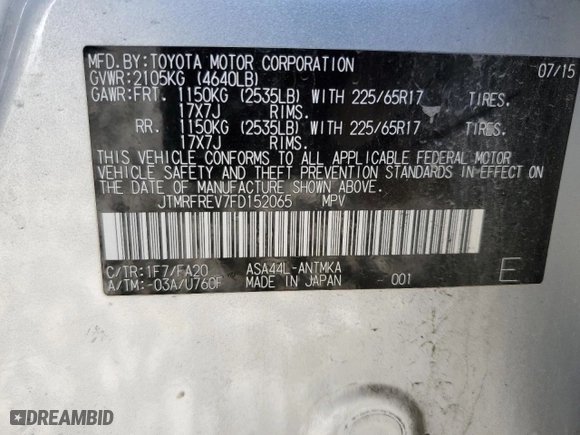 MFD.BY:TOYOTA MOTOR CORPORATION 07/15
GVWR:2105KG (4640LB)
GAWR:FRT. 1150KG (2535LB) WITH 225/65R17 TIRES.
17X7J RIMS.
RR. 1150KG (2535LB) WITH 225/65R17 TIRES.
17X7J RIMS.
THIS VEHICLE CONFORMS TO ALL APPLICABLE FEDERAL MOTOR
VEHICLE SAFETY AND THEFT PREVENTION STANDARDS IN EFFECT
ON THE DATE OF MANUFACTURE SHOWN ABOVE.
JTMRFREV7FD152065 MPV
C/TR:1F7/FA20 ASA44L-ANTMKA
A/TM:-03A/U760F MADE IN JAPAN 001 E
DREAMBID